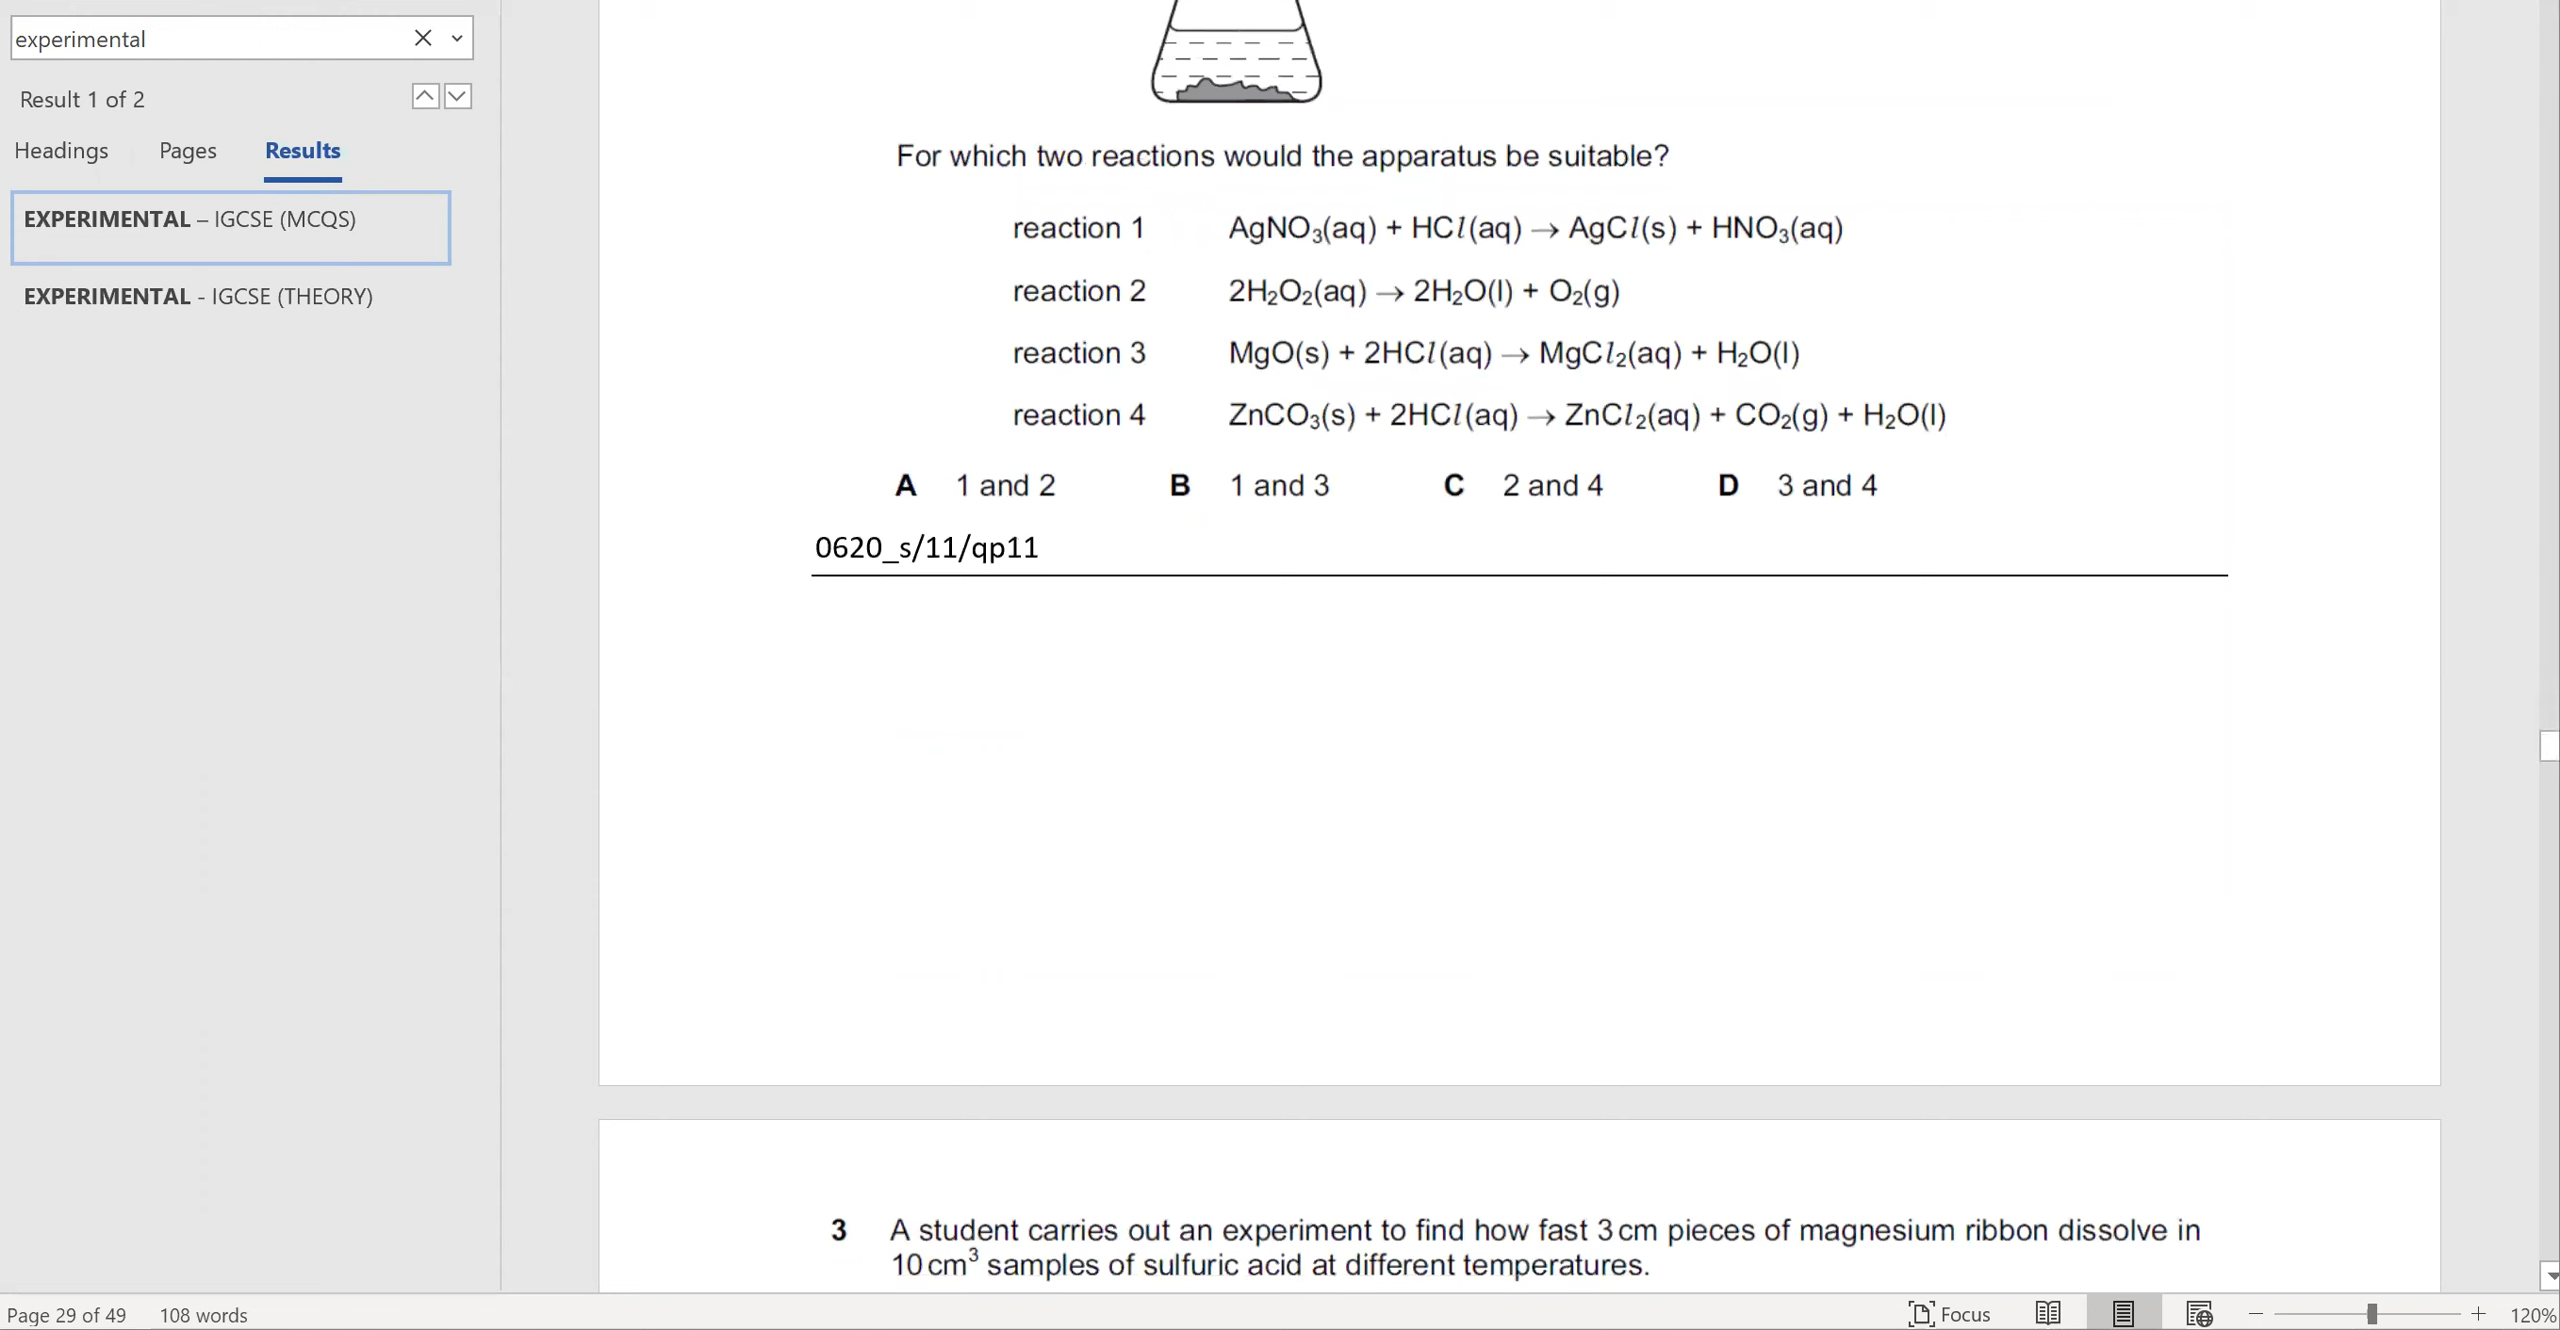 experimental
Result 1 of 2
Headings Pages Results
EXPERIMENTAL – IGCSE (MCQS)
EXPERIMENTAL - IGCSE (THEORY)
For which two reactions would the apparatus be suitable?
reaction 1 AgNO₃(aq) + HCl(aq) → AgCl(s) + HNO₃(aq)
reaction 2 2H₂O₂(aq) → 2H₂O(l) + O₂(g)
reaction 3 MgO(s) + 2HCl(aq) → MgCl₂(aq) + H₂O(l)
reaction 4 ZnCO₃(s) + 2HCl(aq) → ZnCl₂(aq) + CO₂(g) + H₂O(l)
A 1 and 2 B 1 and 3 C 2 and 4 D 3 and 4
0620_s/11/qp11
3 A student carries out an experiment to find how fast 3 cm pieces of magnesium ribbon dissolve in
10 cm³ samples of sulfuric acid at different temperatures.
Page 29 of 49 108 words Focus 120%